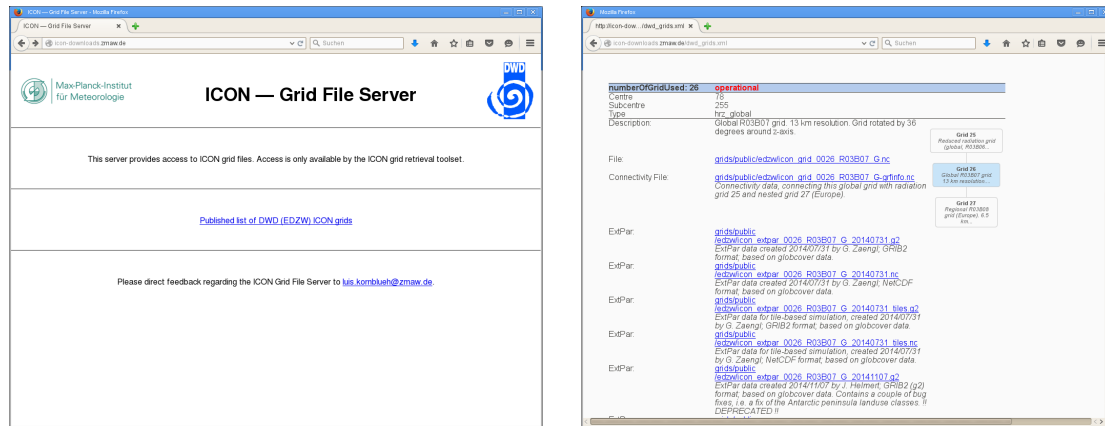 ICON — Grid File Server - Mozilla Firefox
ICON — Grid File Server
icon-downloads.zmaw.de
Suchen
Max-Planck-Institut
für Meteorologie
ICON — Grid File Server
DWD
This server provides access to ICON grid files. Access is only available by the ICON grid retrieval toolset.
Published list of DWD (EDZW) ICON grids
Please direct feedback regarding the ICON Grid File Server to luis.kornblueh@zmaw.de.
Mozilla Firefox
http://icon-dow.../dwd_grids.xml
icon-downloads.zmaw.de/dwd_grids.xml
Suchen
numberOfGridUsed: 26 operational
Centre 78
Subcentre 255
Type hrz_global
Description: Global R03B07 grid. 13 km resolution. Grid rotated by 36
degrees around z-axis.
File: grids/public/edzw/icon_grid_0026_R03B07_G.nc
Connectivity File: grids/public/edzw/icon_grid_0026_R03B07_G-grfinfo.nc
Connectivity data, connecting this global grid with radiation
grid 25 and nested grid 27 (Europe).
Grid 25
Reduced radiation grid
(global, R03B06...
Grid 26
Global R03B07 grid.
13 km resolution....
Grid 27
Regional R03B08
grid (Europe). 6.5
km...
ExtPar: grids/public
/edzw/icon_extpar_0026_R03B07_G_20140731.g2
ExtPar data created 2014/07/31 by G. Zaengl; GRIB2
format; based on globcover data.
ExtPar: grids/public
/edzw/icon_extpar_0026_R03B07_G_20140731.nc
ExtPar data created 2014/07/31 by G. Zaengl; NetCDF
format; based on globcover data.
ExtPar: grids/public
/edzw/icon_extpar_0026_R03B07_G_20140731_tiles.g2
ExtPar data for tile-based simulation, created 2014/07/31
by G. Zaengl; GRIB2 format; based on globcover data.
ExtPar: grids/public
/edzw/icon_extpar_0026_R03B07_G_20140731_tiles.nc
ExtPar data for tile-based simulation, created 2014/07/31
by G. Zaengl; NetCDF format; based on globcover data.
ExtPar: grids/public
/edzw/icon_extpar_0026_R03B07_G_20141107.g2
ExtPar data created 2014/11/07 by J. Helmert; GRIB2 (g2)
format; based on globcover data. Contains a couple of bug
fixes, i.e. a fix of the Antarctic peninsula landuse classes. !!
DEPRECATED !!